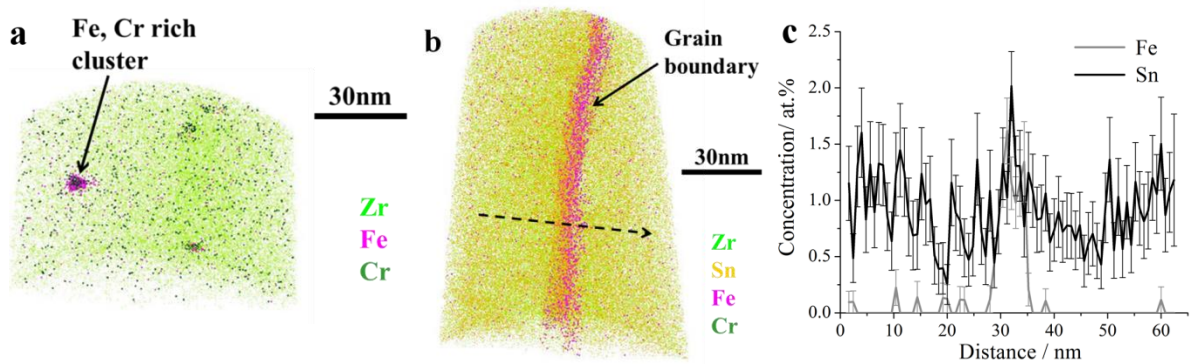 a
Fe, Cr rich
cluster
30nm
Zr
Fe
Cr
b
Grain
boundary
30nm
Zr
Sn
Fe
Cr
c
Fe
Sn
Concentration/ at.%
2.5
2.0
1.5
1.0
0.5
0.0
0 10 20 30 40 50 60
Distance / nm